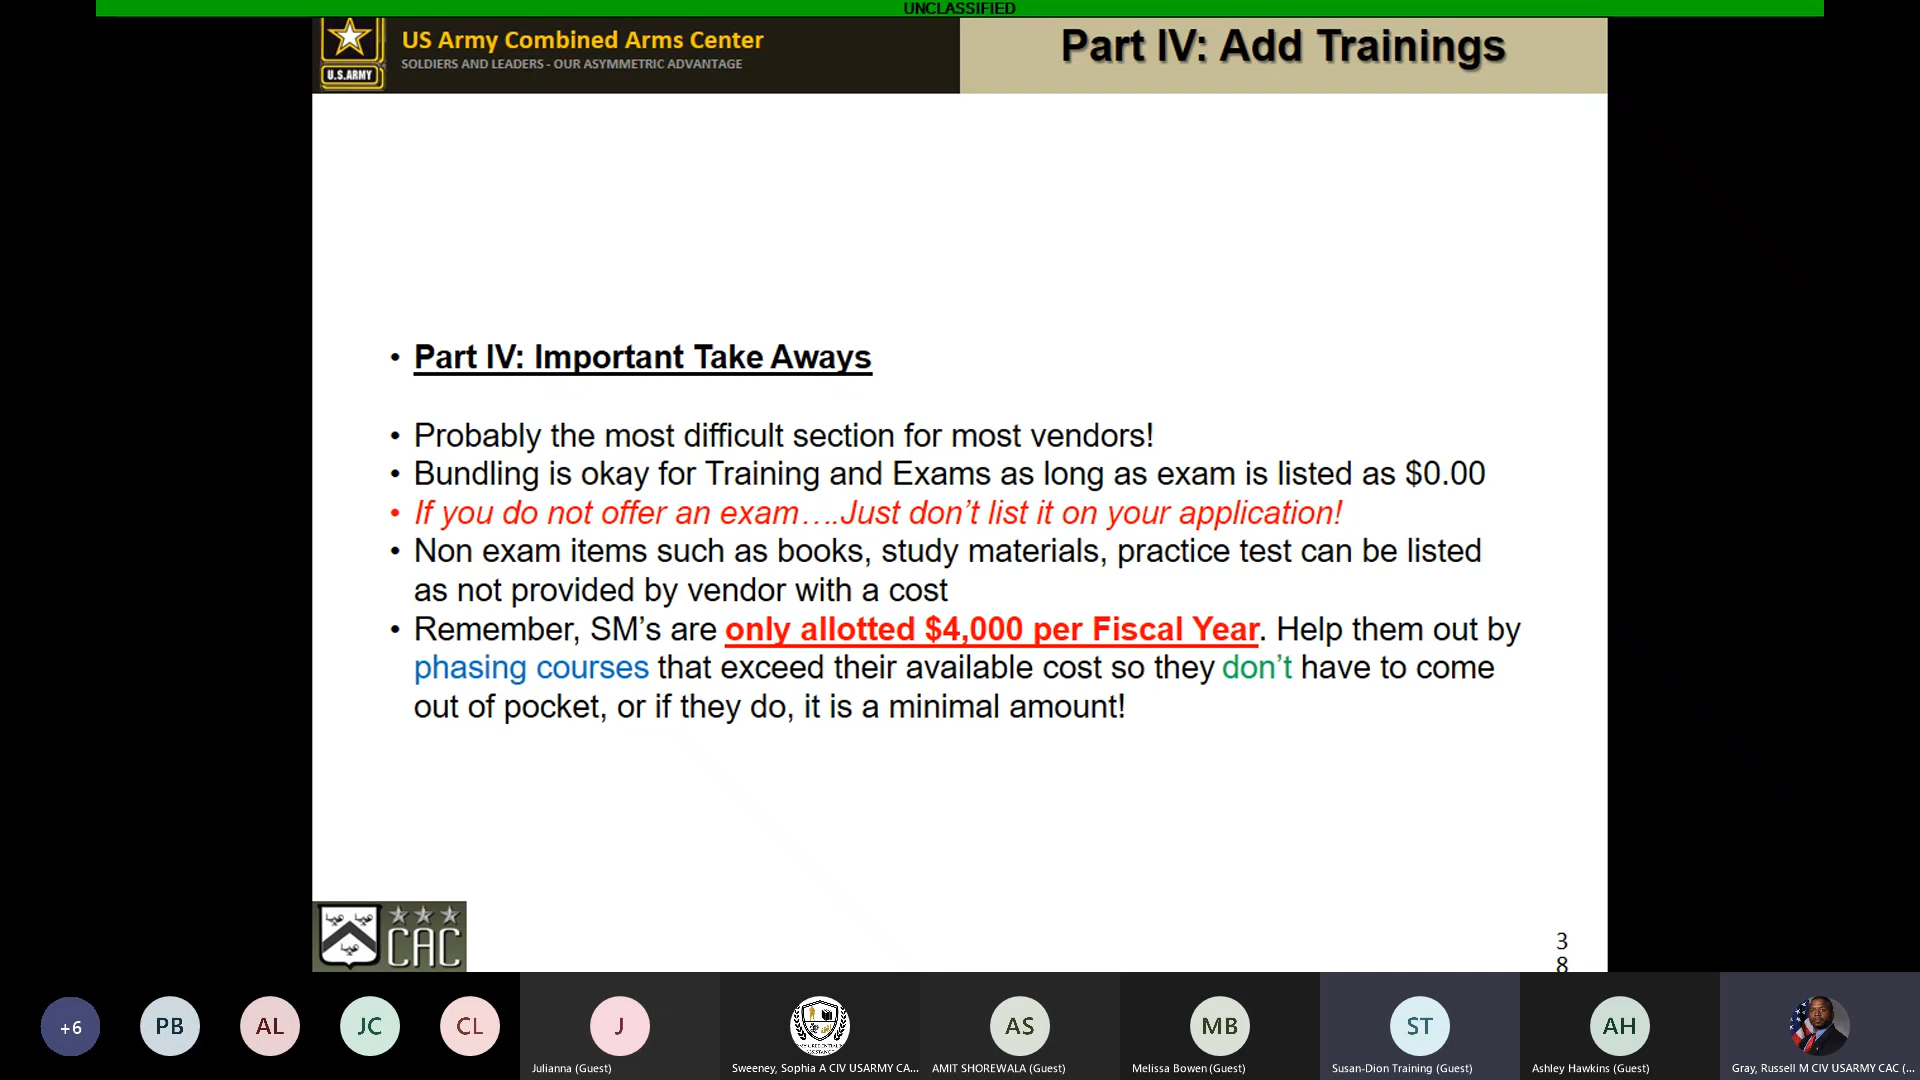 UNCLASSIFIED
US Army Combined Arms Center
SOLDIERS AND LEADERS - OUR ASYMMETRIC ADVANTAGE
U.S.ARMY
Part IV: Add Trainings
• Part IV: Important Take Aways
• Probably the most difficult section for most vendors!
• Bundling is okay for Training and Exams as long as exam is listed as $0.00
• If you do not offer an exam….Just don’t list it on your application!
• Non exam items such as books, study materials, practice test can be listed
as not provided by vendor with a cost
• Remember, SM’s are only allotted $4,000 per Fiscal Year. Help them out by
phasing courses that exceed their available cost so they don’t have to come
out of pocket, or if they do, it is a minimal amount!
CAC
3
8
+6
PB
AL
JC
CL
J
AS
MB
ST
AH
Julianna (Guest)
Sweeney, Sophia A CIV USARMY CA...
AMIT SHOREWALA (Guest)
Melissa Bowen (Guest)
Susan-Dion Training (Guest)
Ashley Hawkins (Guest)
Gray, Russell M CIV USARMY CAC (...